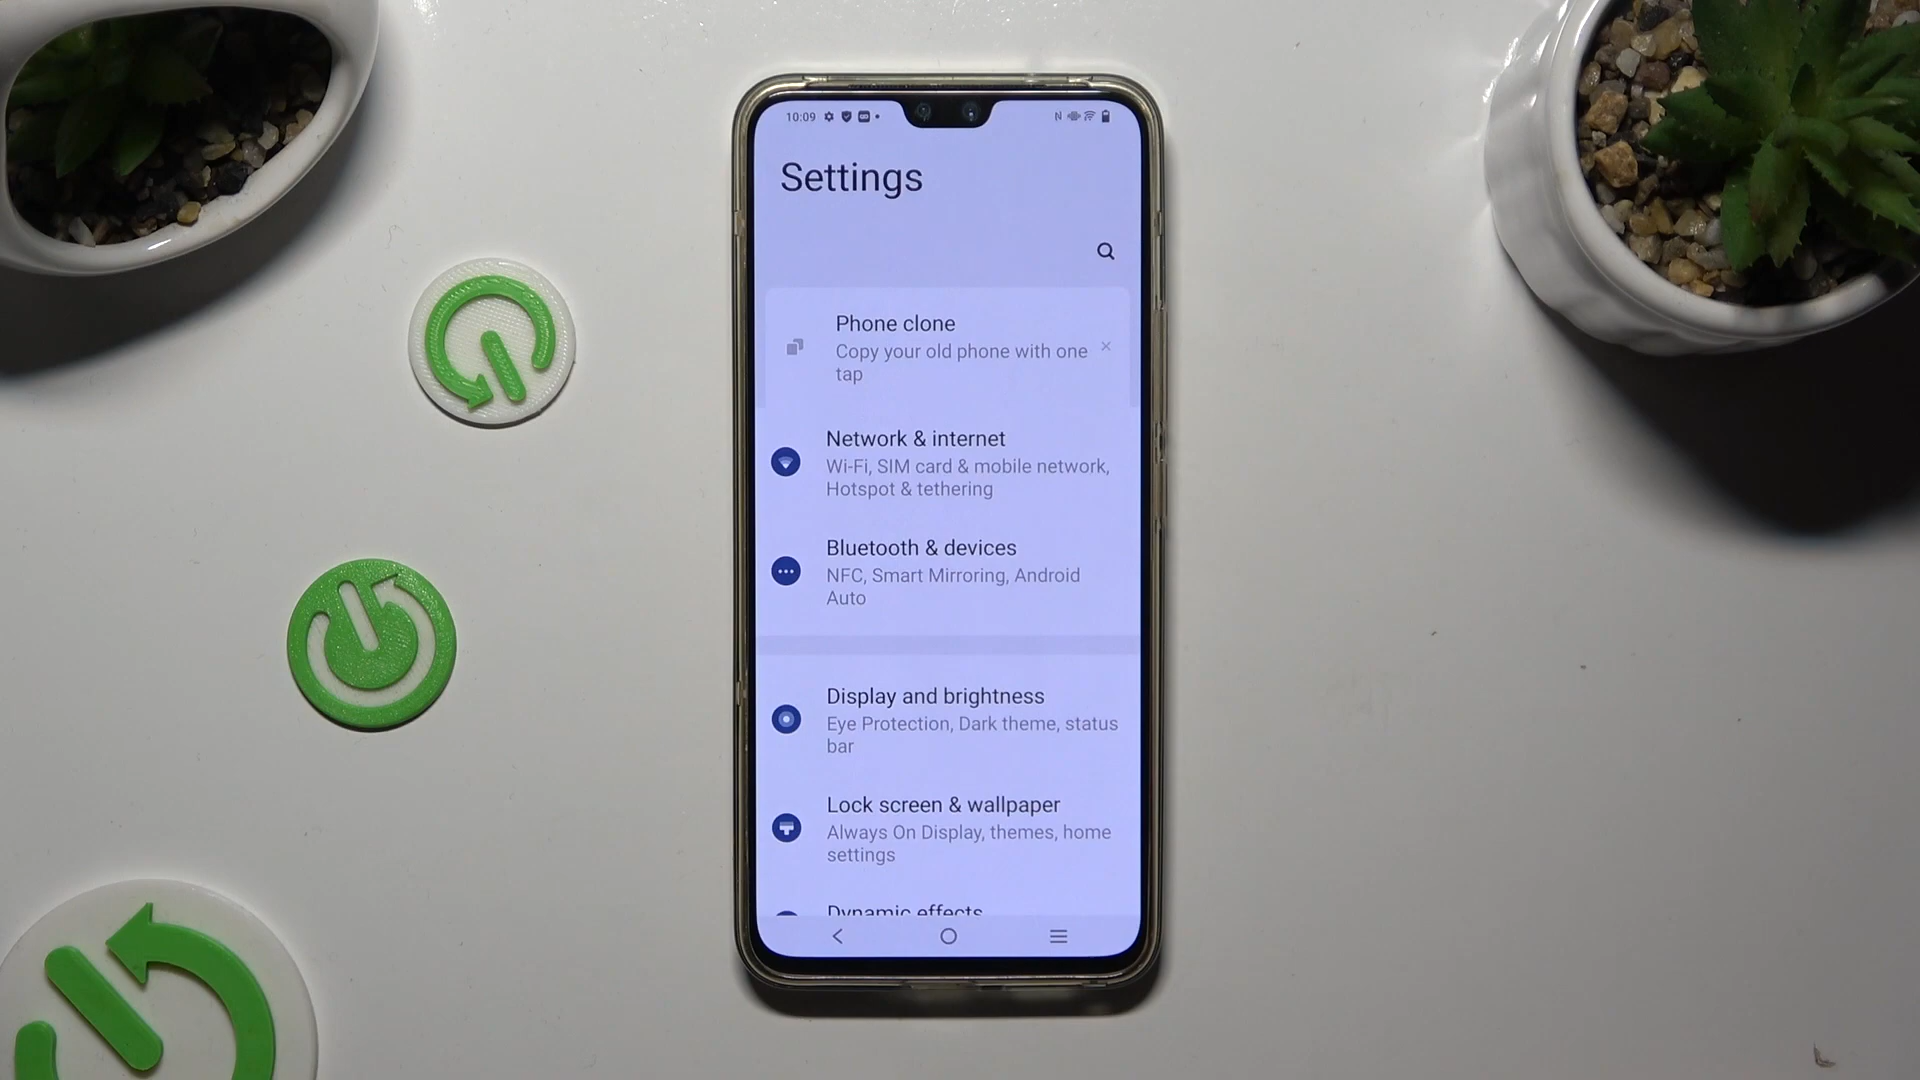 10:09
Settings
Phone clone
Copy your old phone with one
tap
Network & internet
Wi-Fi, SIM card & mobile network,
Hotspot & tethering
Bluetooth & devices
NFC, Smart Mirroring, Android
Auto
Display and brightness
Eye Protection, Dark theme, status
bar
Lock screen & wallpaper
Always On Display, themes, home
settings
Dynamic effects